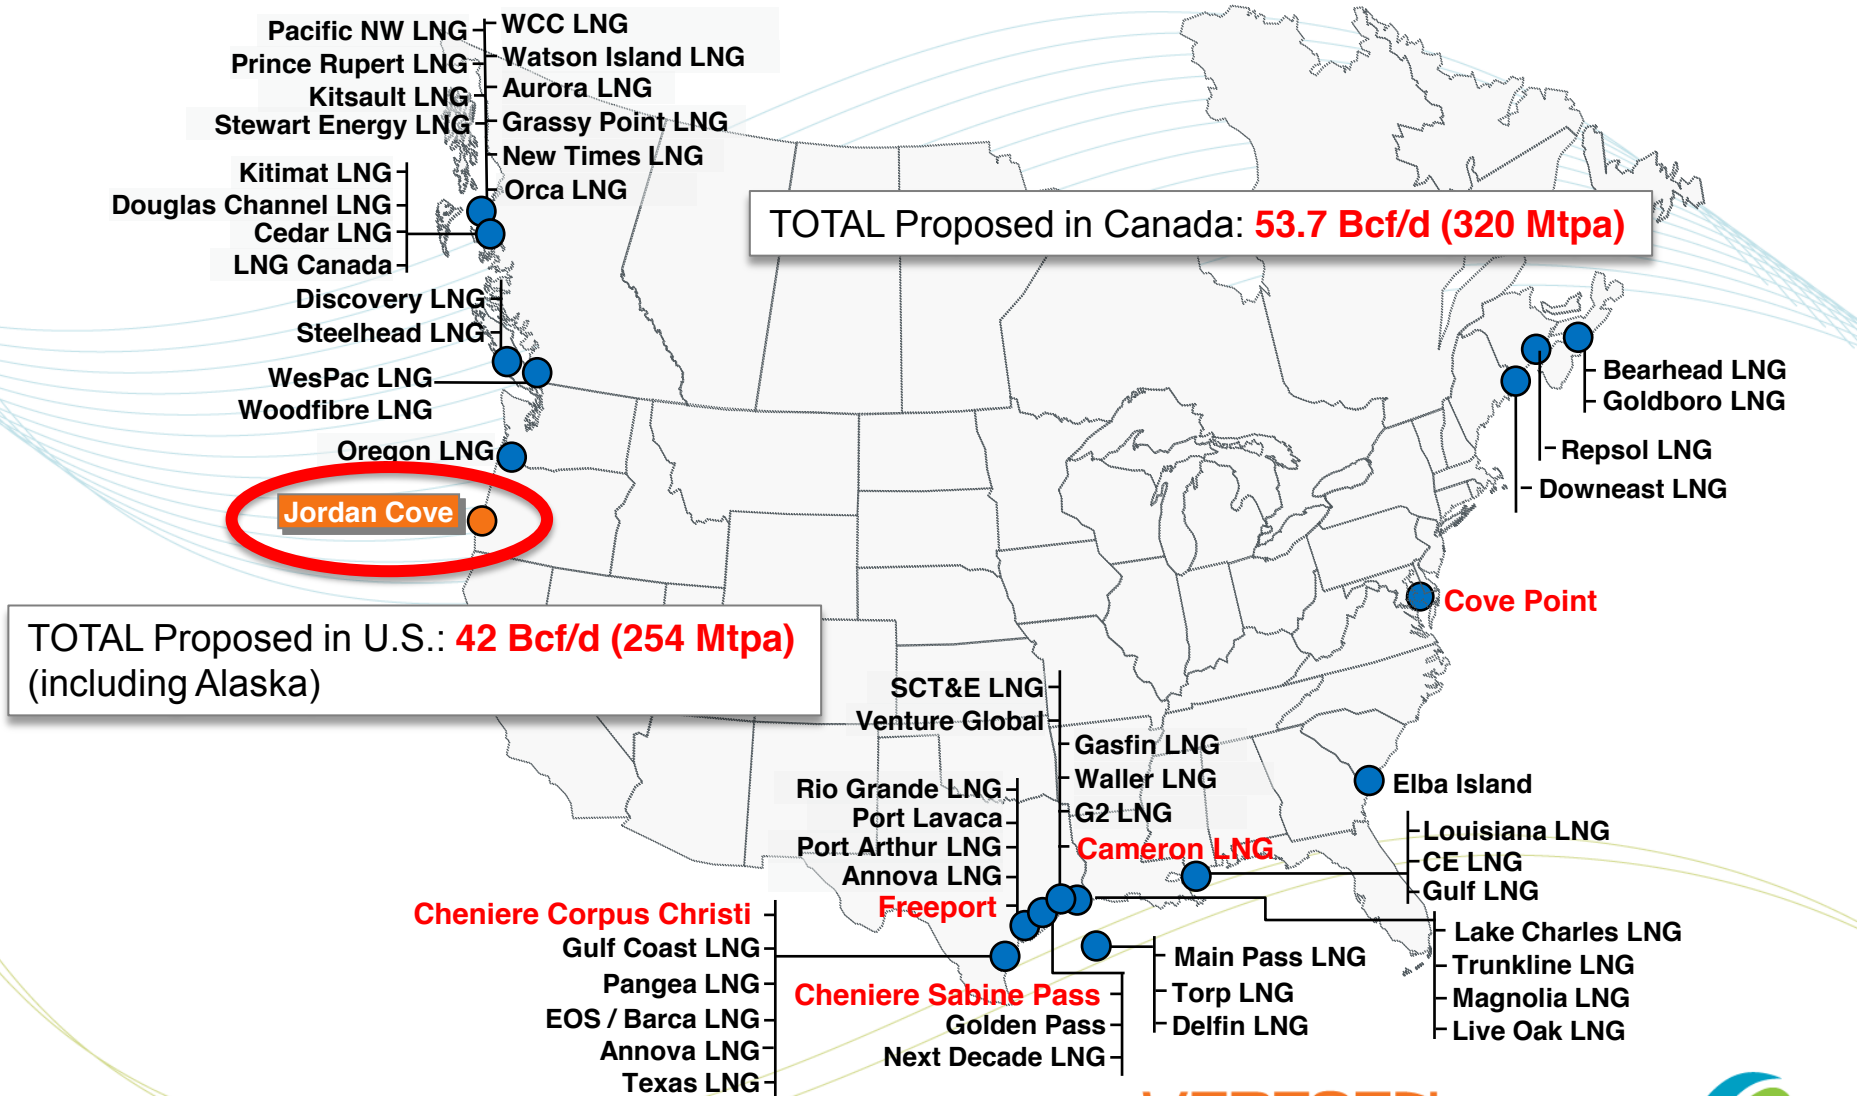 Pacific NW LNG
Prince Rupert LNG
Kitsault LNG
Stewart Energy LNG
WCC LNG
Watson Island LNG
Aurora LNG
Grassy Point LNG
New Times LNG
Orca LNG
Kitimat LNG
Douglas Channel LNG
Cedar LNG
LNG Canada
TOTAL Proposed in Canada: 53.7 Bcf/d (320 Mtpa)
Discovery LNG
Steelhead LNG
WesPac LNG
Woodfibre LNG
Oregon LNG
Jordan Cove
Bearhead LNG
Goldboro LNG
Repsol LNG
Downeast LNG
Cove Point
TOTAL Proposed in U.S.: 42 Bcf/d (254 Mtpa)
(including Alaska)
SCT&E LNG
Venture Global
Gasfin LNG
Waller LNG
G2 LNG
Cameron LNG
Rio Grande LNG
Port Lavaca
Port Arthur LNG
Annova LNG
Freeport
Elba Island
Louisiana LNG
CE LNG
Gulf LNG
Cheniere Corpus Christi
Gulf Coast LNG
Pangea LNG
EOS / Barca LNG
Annova LNG
Texas LNG
Cheniere Sabine Pass
Golden Pass
Next Decade LNG
Main Pass LNG
Torp LNG
Delfin LNG
Lake Charles LNG
Trunkline LNG
Magnolia LNG
Live Oak LNG